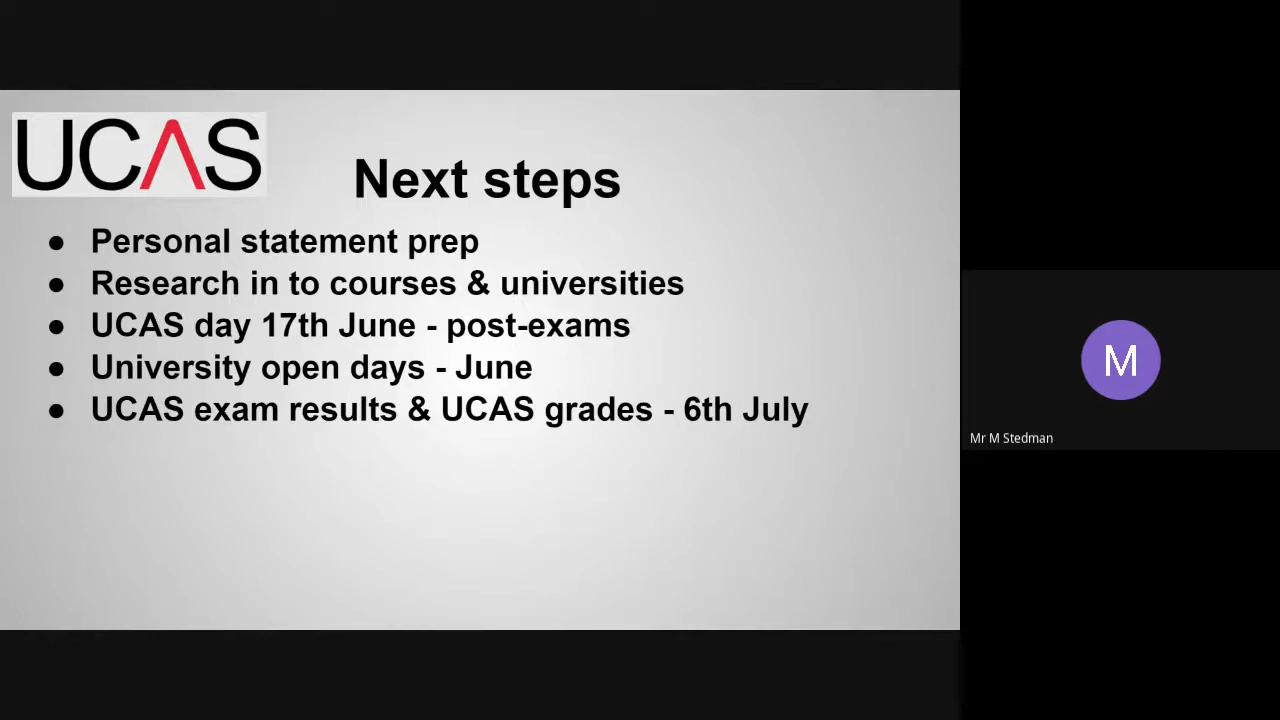 UCAS
Next steps
● Personal statement prep
● Research in to courses & universities
● UCAS day 17th June - post-exams
● University open days - June
● UCAS exam results & UCAS grades - 6th July
M
Mr M Stedman